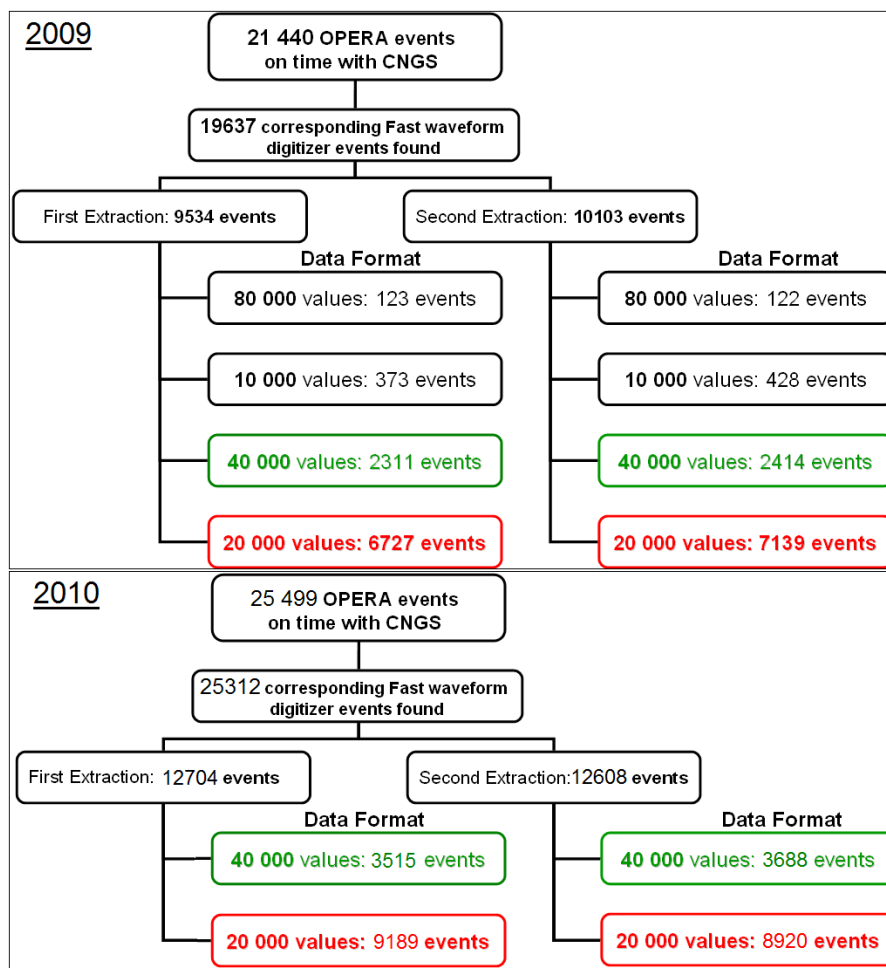 2009
21 440 OPERA events
on time with CNGS
19637 corresponding Fast waveform
digitizer events found
First Extraction: 9534 events
Second Extraction: 10103 events
Data Format
Data Format
80 000 values: 123 events
80 000 values: 122 events
10 000 values: 373 events
10 000 values: 428 events
40 000 values: 2311 events
40 000 values: 2414 events
20 000 values: 6727 events
20 000 values: 7139 events
2010
25 499 OPERA events
on time with CNGS
25312 corresponding Fast waveform
digitizer events found
First Extraction: 12704 events
Second Extraction:12608 events
Data Format
Data Format
40 000 values: 3515 events
40 000 values: 3688 events
20 000 values: 9189 events
20 000 values: 8920 events